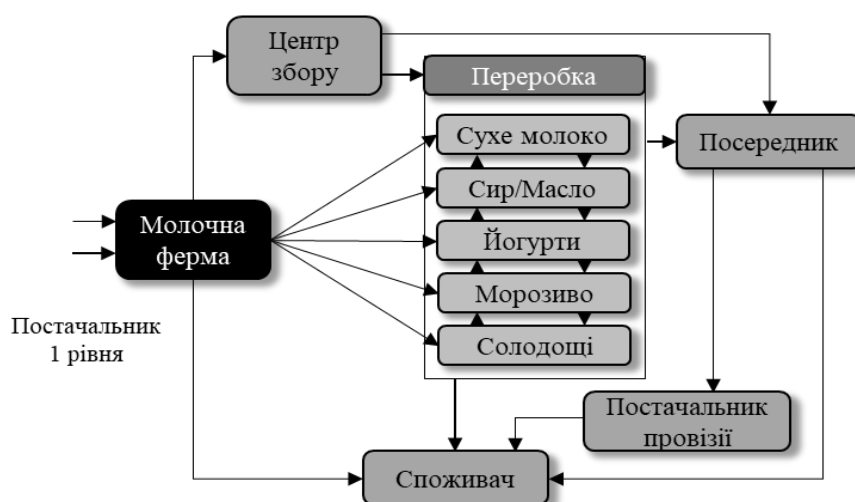 Центр
збору
Переробка
Сухе молоко
Посередник
Сир/Масло
Молочна
ферма
Йогурти
Морозиво
Постачальник
1 рівня
Солодощі
Постачальник
провізії
Споживач